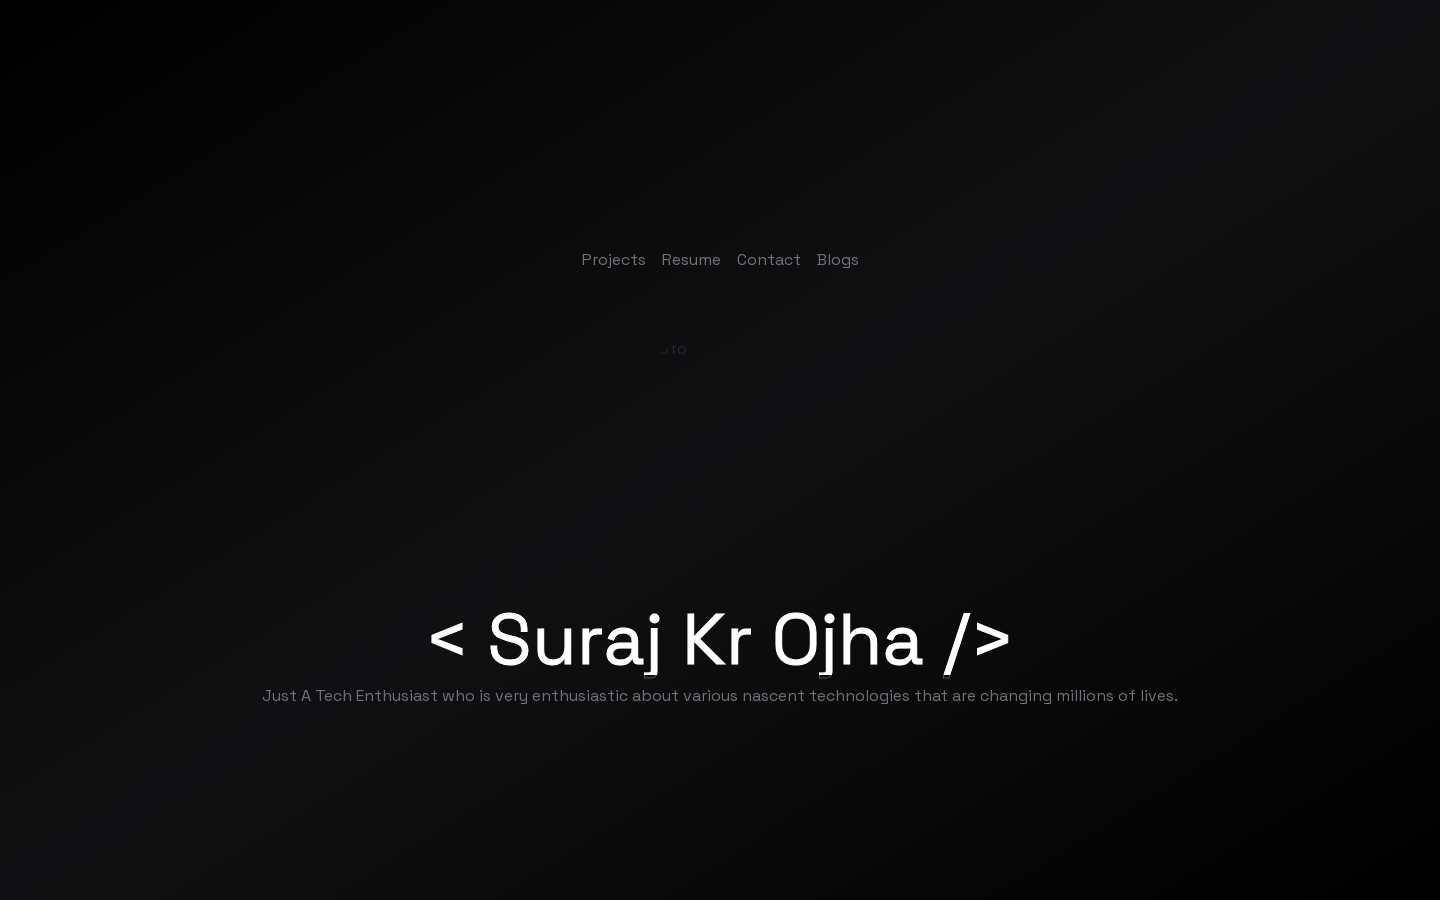 Projects Resume Contact Blogs
to
< Suraj Kr Ojha />
Just A Tech Enthusiast who is very enthusiastic about various nascent technologies that are changing millions of lives.